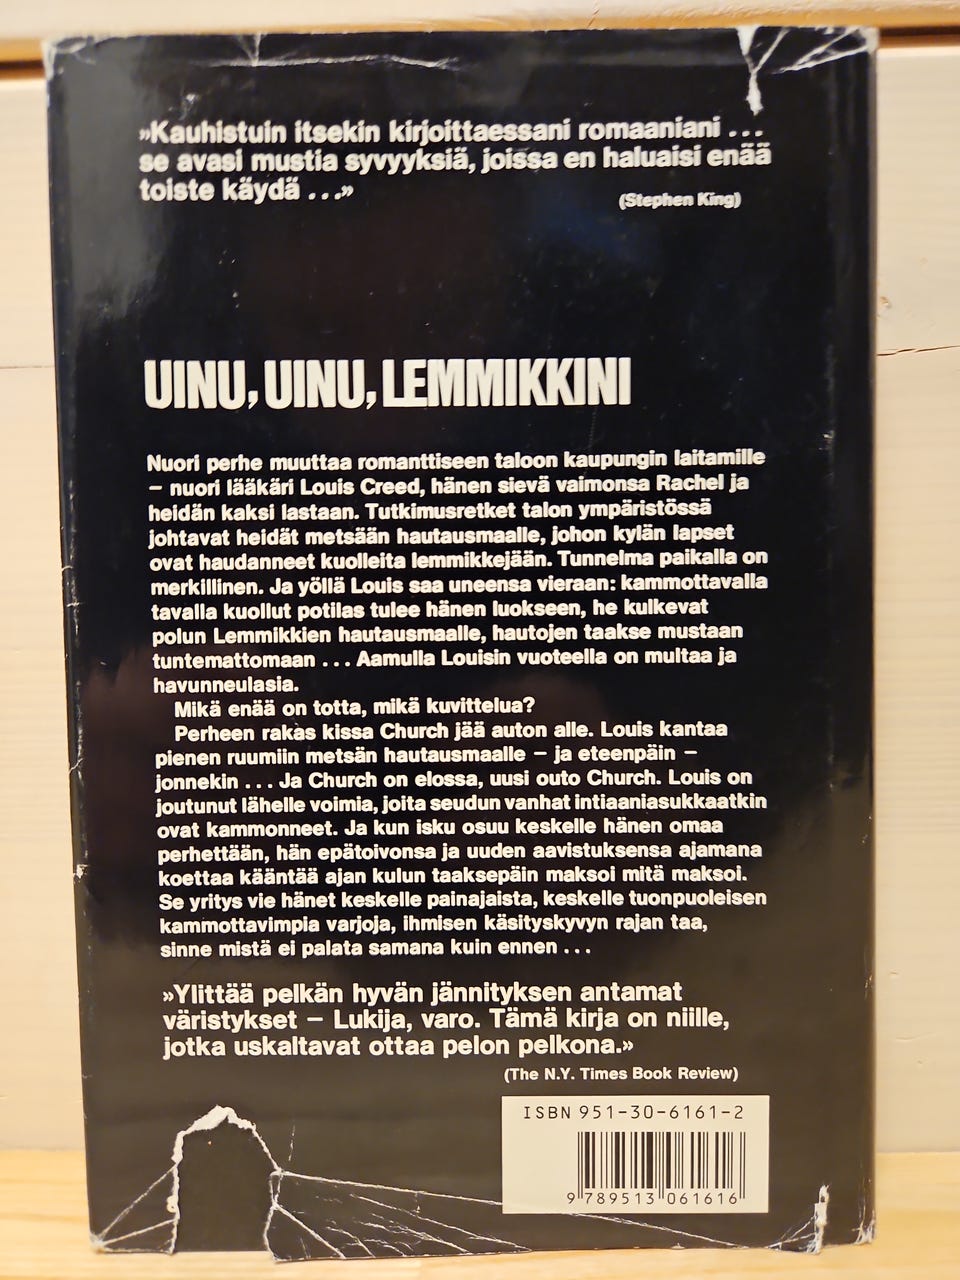 »Kauhistuin itsekin kirjoittaessani romaaniani ...
se avasi mustia syvyyksiä, joissa en haluaisi enää
toiste käydä ...»
(Stephen King)
UINU, UINU, LEMMIKKINI
Nuori perhe muuttaa romanttiseen taloon kaupungin laitamille
– nuori lääkäri Louis Creed, hänen sievä vaimonsa Rachel ja
heidän kaksi lastaan. Tutkimusretket talon ympäristössä
johtavat heidät metsään hautausmaalle, johon kylän lapset
ovat haudanneet kuolleita lemmikkejään. Tunnelma paikalla on
merkillinen. Ja yöllä Louis saa uneensa vieraan: kammottavalla
tavalla kuollut potilas tulee hänen luokseen, he kulkevat
polun Lemmikkien hautausmaalle, hautojen taakse mustaan
tuntemattomaan ... Aamulla Louisin vuoteella on multaa ja
havunneulasia.
Mikä enää on totta, mikä kuvittelua?
Perheen rakas kissa Church jää auton alle. Louis kantaa
pienen ruumiin metsän hautausmaalle – ja eteenpäin –
jonnekin ... Ja Church on elossa, uusi outo Church. Louis on
joutunut lähelle voimia, joita seudun vanhat intiaaniasukkaatkin
ovat kammonneet. Ja kun isku osuu keskelle hänen omaa
perhettään, hän epätoivonsa ja uuden aavistuksensa ajamana
koettaa kääntää ajan kulun taaksepäin maksoi mitä maksoi.
Se yritys vie hänet keskelle painajaista, keskelle tuonpuoleisen
kammottavimpia varjoja, ihmisen käsityskyvyn rajan taa,
sinne mistä ei palata samana kuin ennen ...
»Ylittää pelkän hyvän jännityksen antamat
väristykset – Lukija, varo. Tämä kirja on niille,
jotka uskaltavat ottaa pelon pelkona.»
(The N.Y. Times Book Review)
ISBN 951-30-6161-2
9 789513 061616